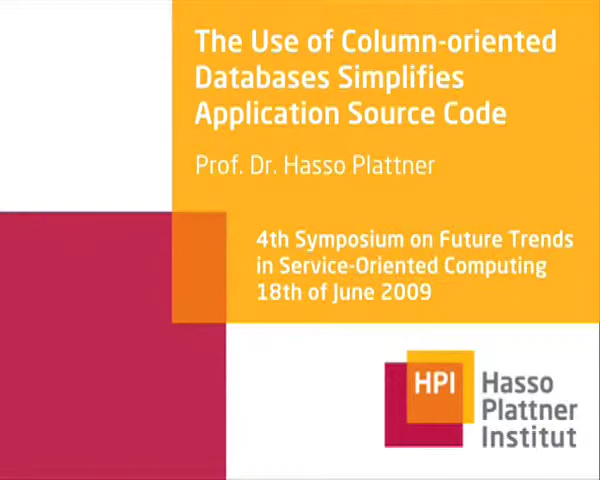 The Use of Column-oriented
Databases Simplifies
Application Source Code
Prof. Dr. Hasso Plattner
4th Symposium on Future Trends
in Service-Oriented Computing
18th of June 2009
HPI
Hasso
Plattner
Institut